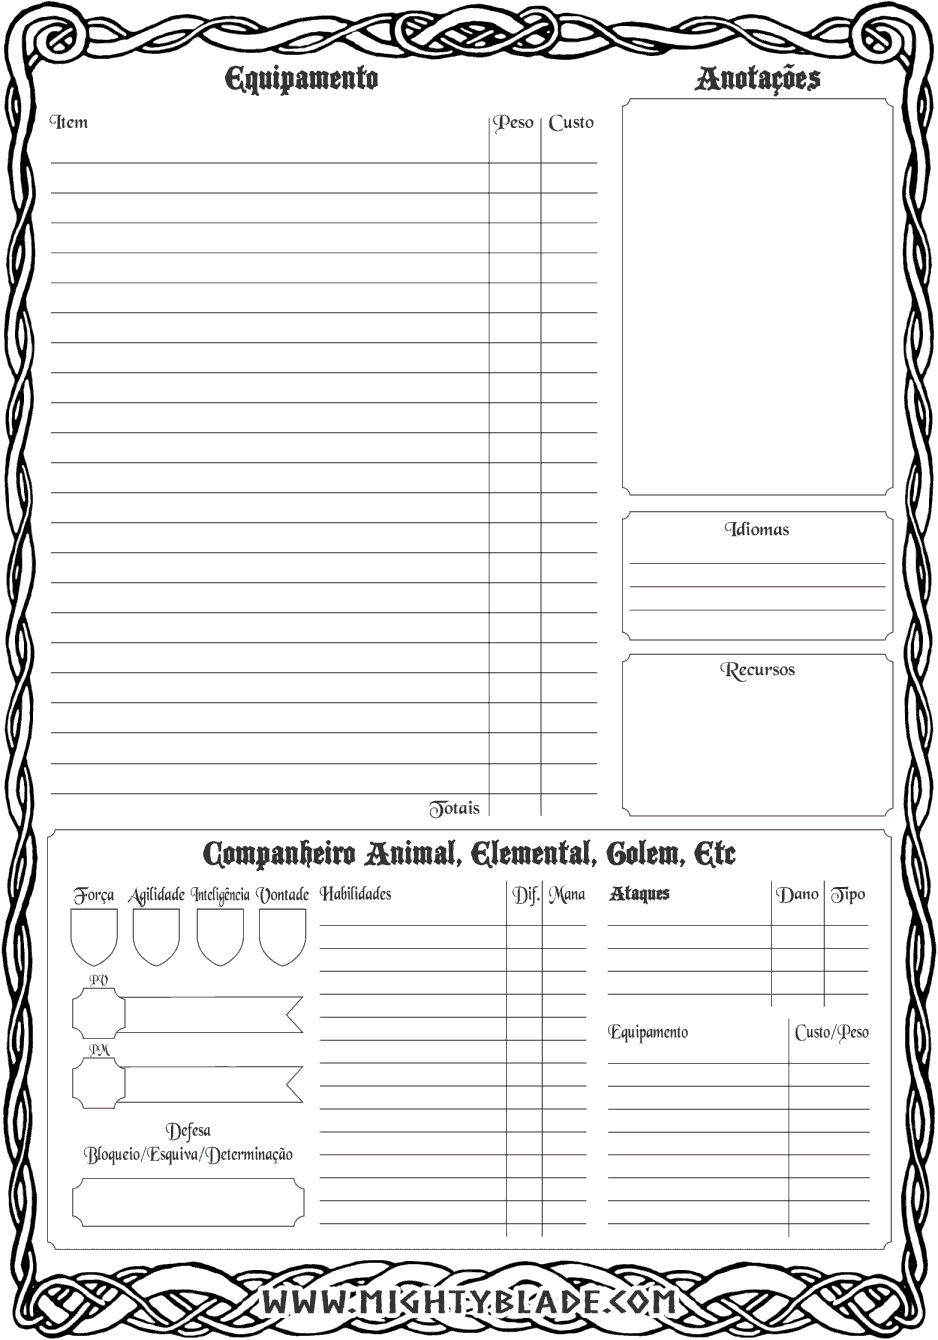 Equipamento
Item Peso Custo
Totais
Anotações
Idiomas
Recursos
Companheiro Animal, Elemental, Golem, Etc
Força Agilidade Inteligência Vontade
PV
PM
Defesa
Bloqueio/Esquiva/Determinação
Habilidades Dif. Mana
Ataques Dano Tipo
Equipamento Custo/Peso
WWW.MIGHTYBLADE.COM